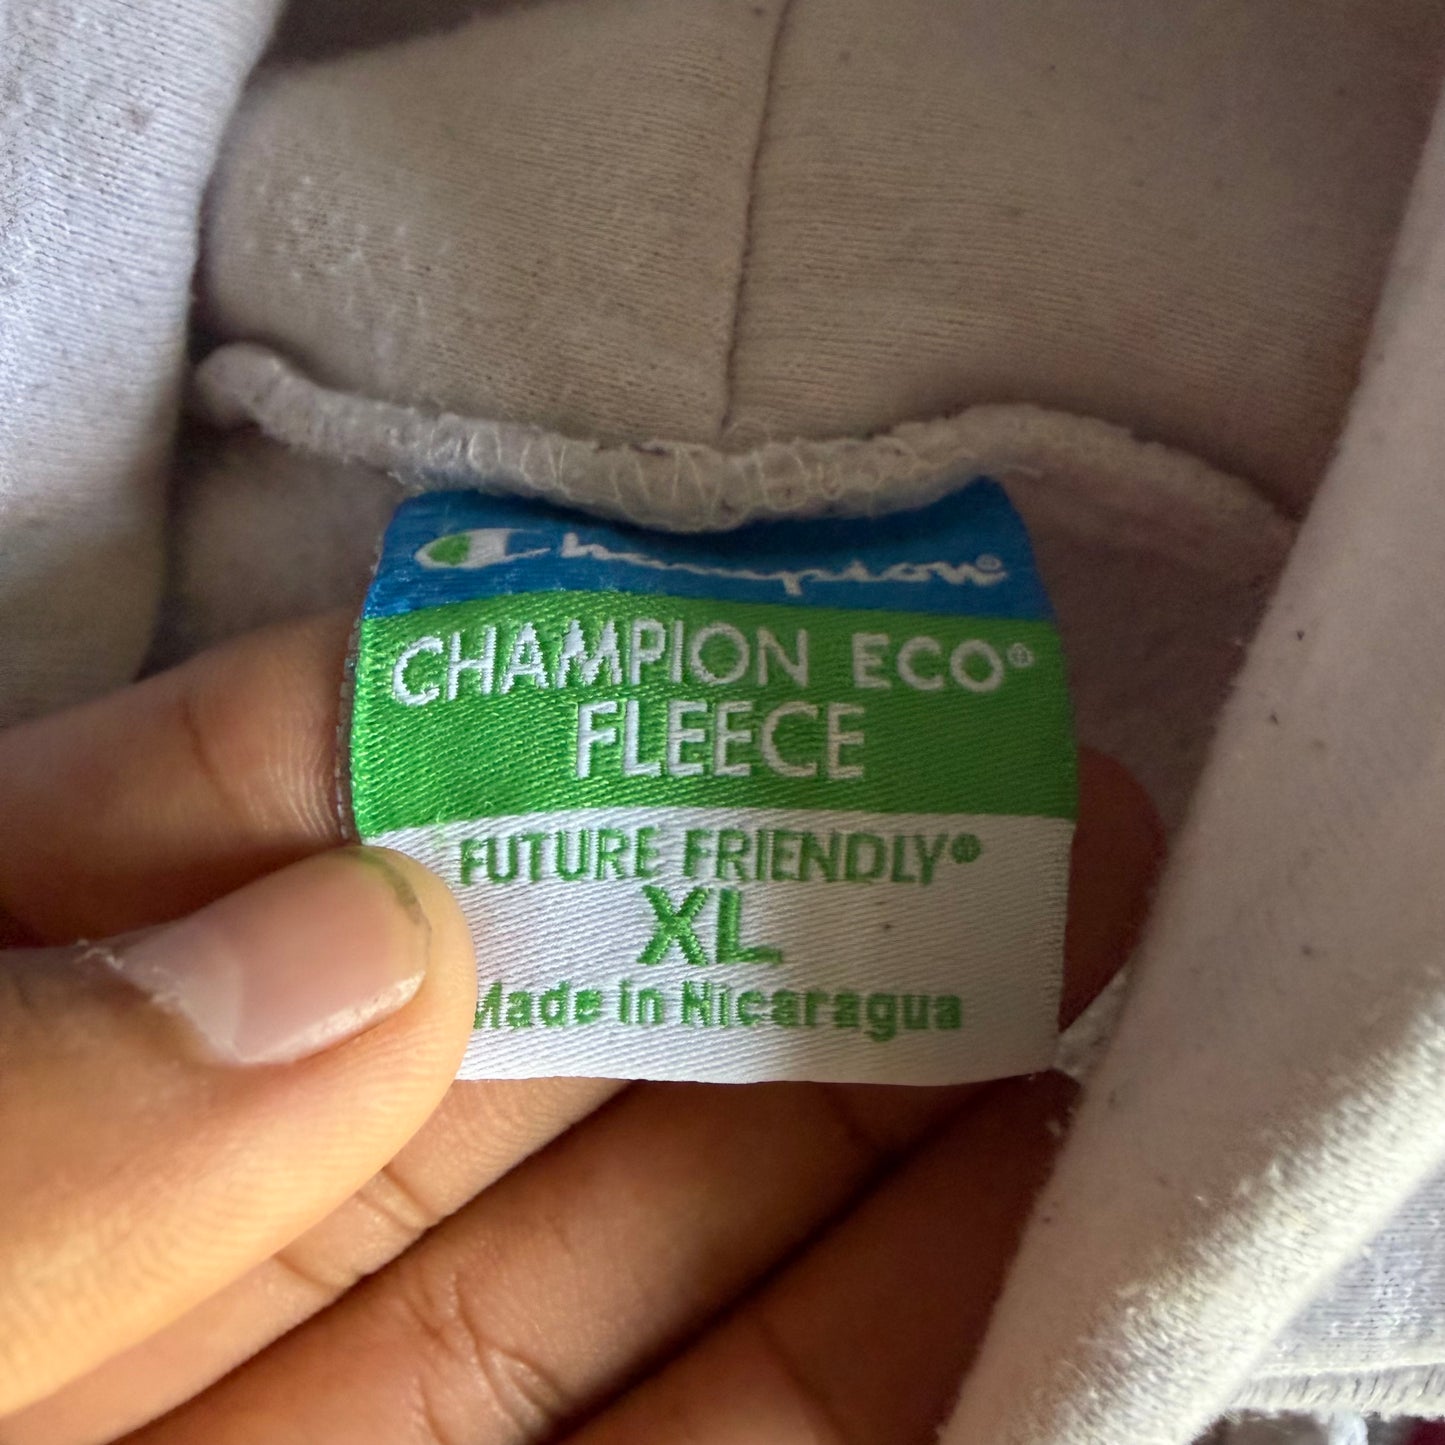 Champion®
CHAMPION ECO®
FLEECE
FUTURE FRIENDLY®
XL
Made in Nicaragua